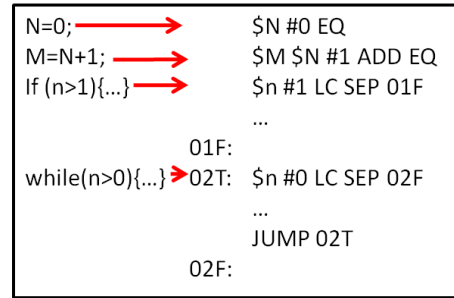 N=0; $N #0 EQ
M=N+1; $M $N #1 ADD EQ
If (n>1){...} $n #1 LC SEP 01F
...
01F:
while(n>0){...} 02T: $n #0 LC SEP 02F
...
JUMP 02T
02F: